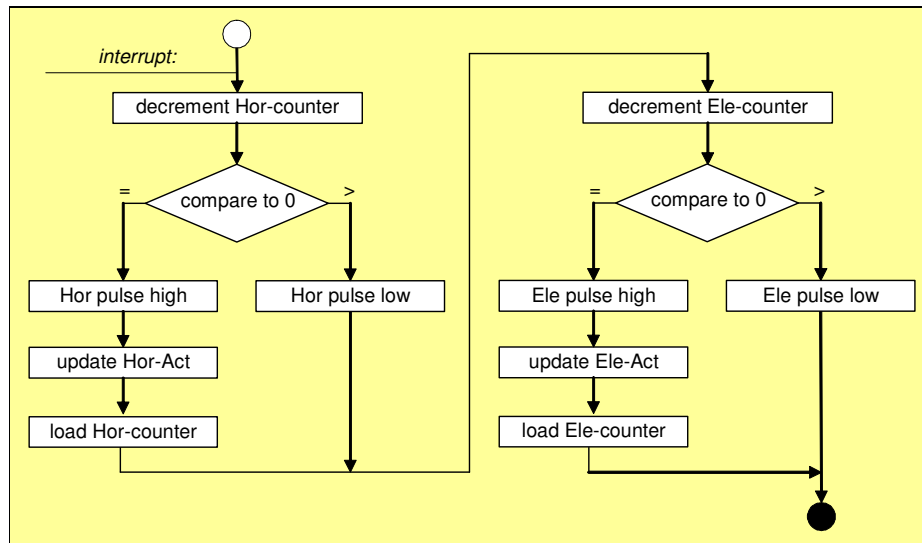 interrupt:
decrement Hor-counter
compare to 0
=
>
Hor pulse high
Hor pulse low
update Hor-Act
load Hor-counter
decrement Ele-counter
compare to 0
=
>
Ele pulse high
Ele pulse low
update Ele-Act
load Ele-counter